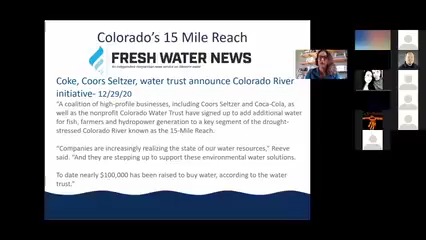 Colorado's 15 Mile Reach
FRESH WATER NEWS
Coke, Coors Seltzer, water trust announce Colorado River
initiative- 12/29/20
"A coalition of high-profile businesses, including Coors Seltzer and Coca-Cola, as
well as the nonprofit Colorado Water Trust have signed up to add additional water
for fish, farmers and hydropower generation to a key segment of the drought-
stressed Colorado River known as the 15-Mile Reach.
"Companies are increasingly realizing the state of our water resources," Reeve
said. "And they are stepping up to support these environmental water solutions.
To date nearly $100,000 has been raised to buy water, according to the water
trust."